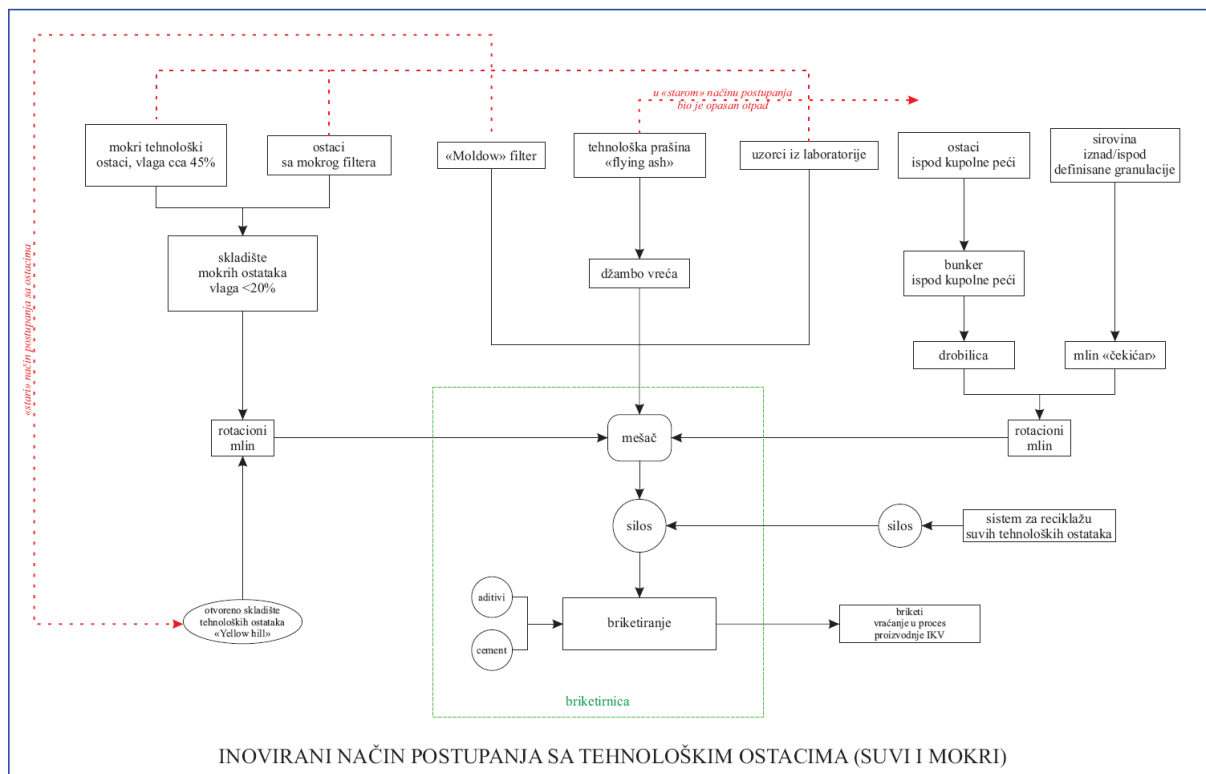 u «starom» načinu postupanja
bio je opasan otpad
mokri tehnološki
ostaci, vlaga cca 45%
ostaci
sa mokrog filtera
«Moldow» filter
tehnološka prašina
«flying ash»
uzorci iz laboratorije
ostaci
ispod kupolne peći
sirovina
iznad/ispod
definisane granulacije
«stari» način postupanja sa ostacima
skladište
mokrih ostataka
vlaga <20%
džambo vreća
bunker
ispod kupolne peći
drobilica
mlin «čekićar»
rotacioni
mlin
mešač
rotacioni
mlin
silos
silos
sistem za reciklažu
suvih tehnoloških ostataka
otvoreno skladište
tehnoloških ostataka
«Yellow hill»
aditivi
cement
briketiranje
briketi
vraćanje u proces
proizvodnje IKV
briketirnica
INOVIRANI NAČIN POSTUPANJA SA TEHNOLOŠKIM OSTACIMA (SUVI I MOKRI)